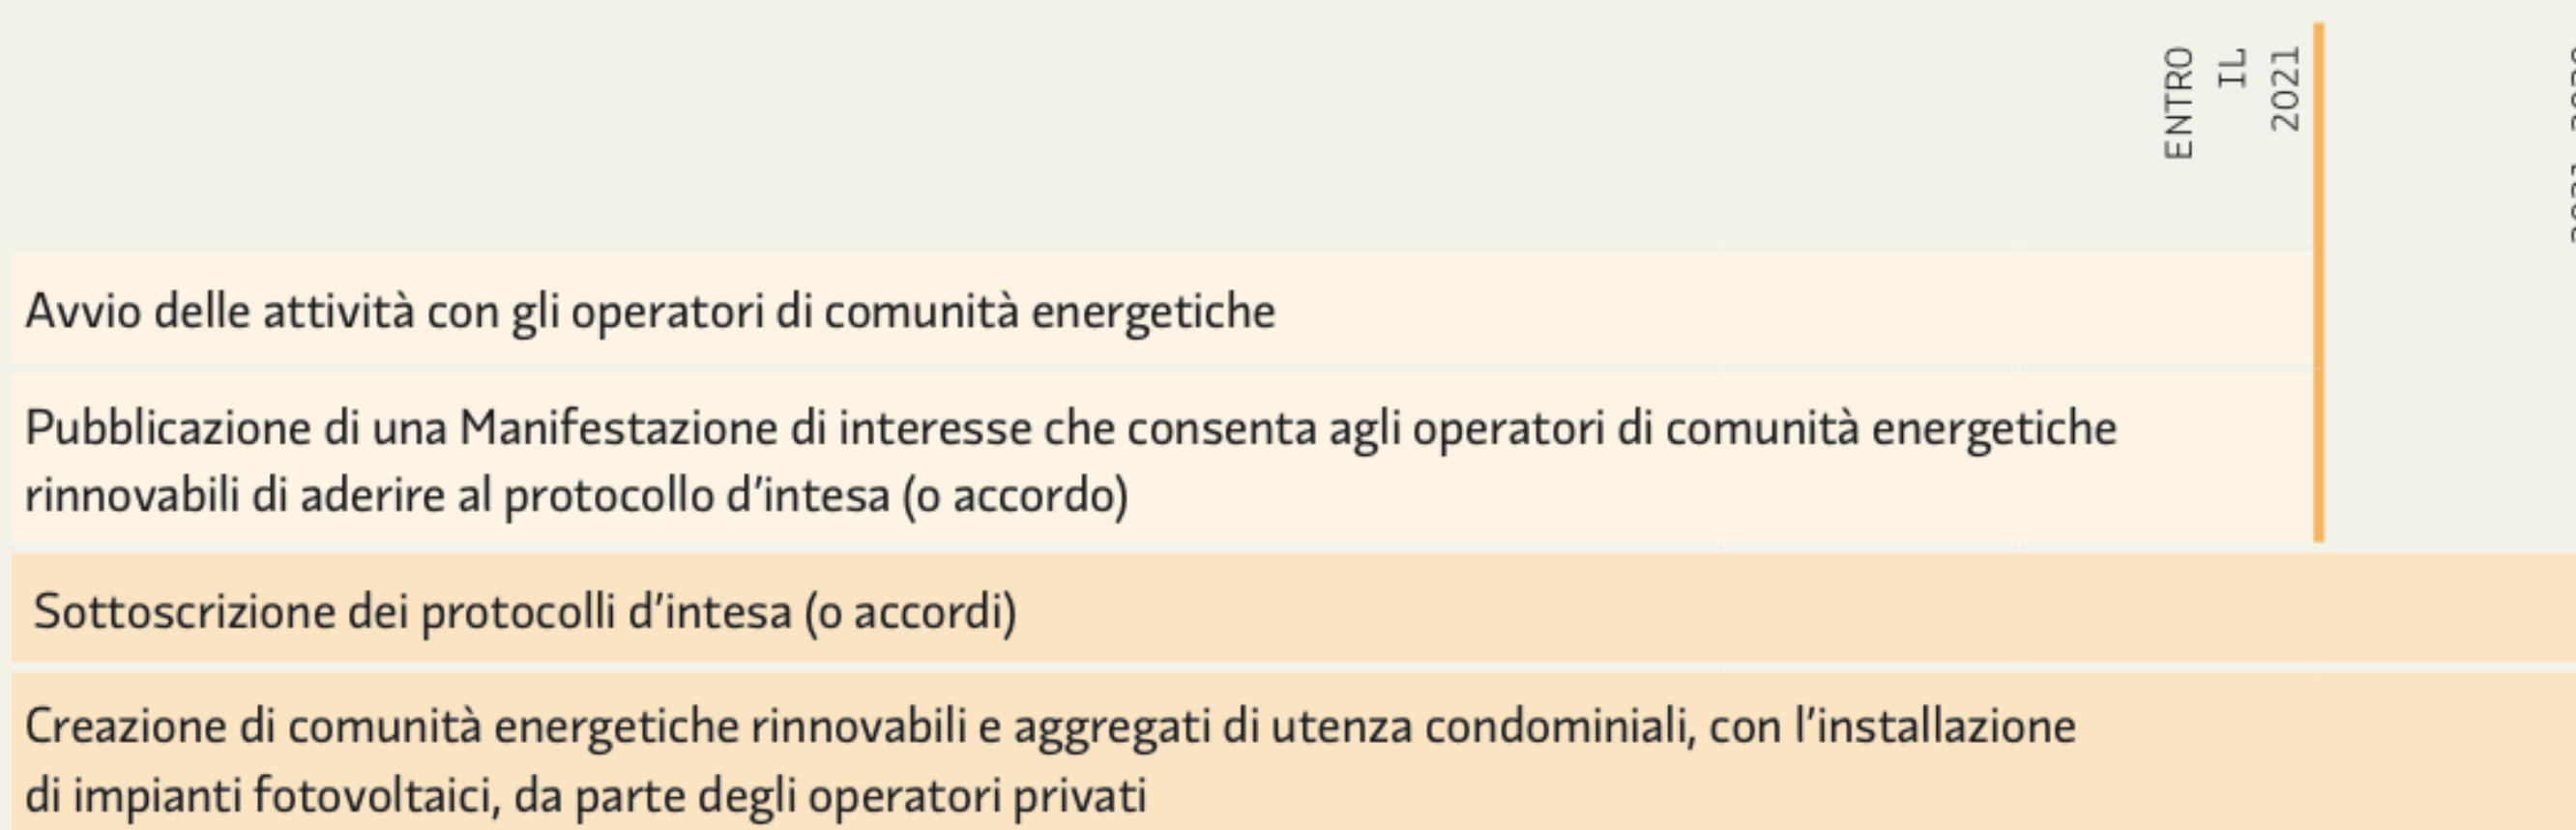 ENTRO
IL
2021
Avvio delle attività con gli operatori di comunità energetiche
Pubblicazione di una Manifestazione di interesse che consenta agli operatori di comunità energetiche
rinnovabili di aderire al protocollo d’intesa (o accordo)
Sottoscrizione dei protocolli d’intesa (o accordi)
Creazione di comunità energetiche rinnovabili e aggregati di utenza condominiali, con l’installazione
di impianti fotovoltaici, da parte degli operatori privati